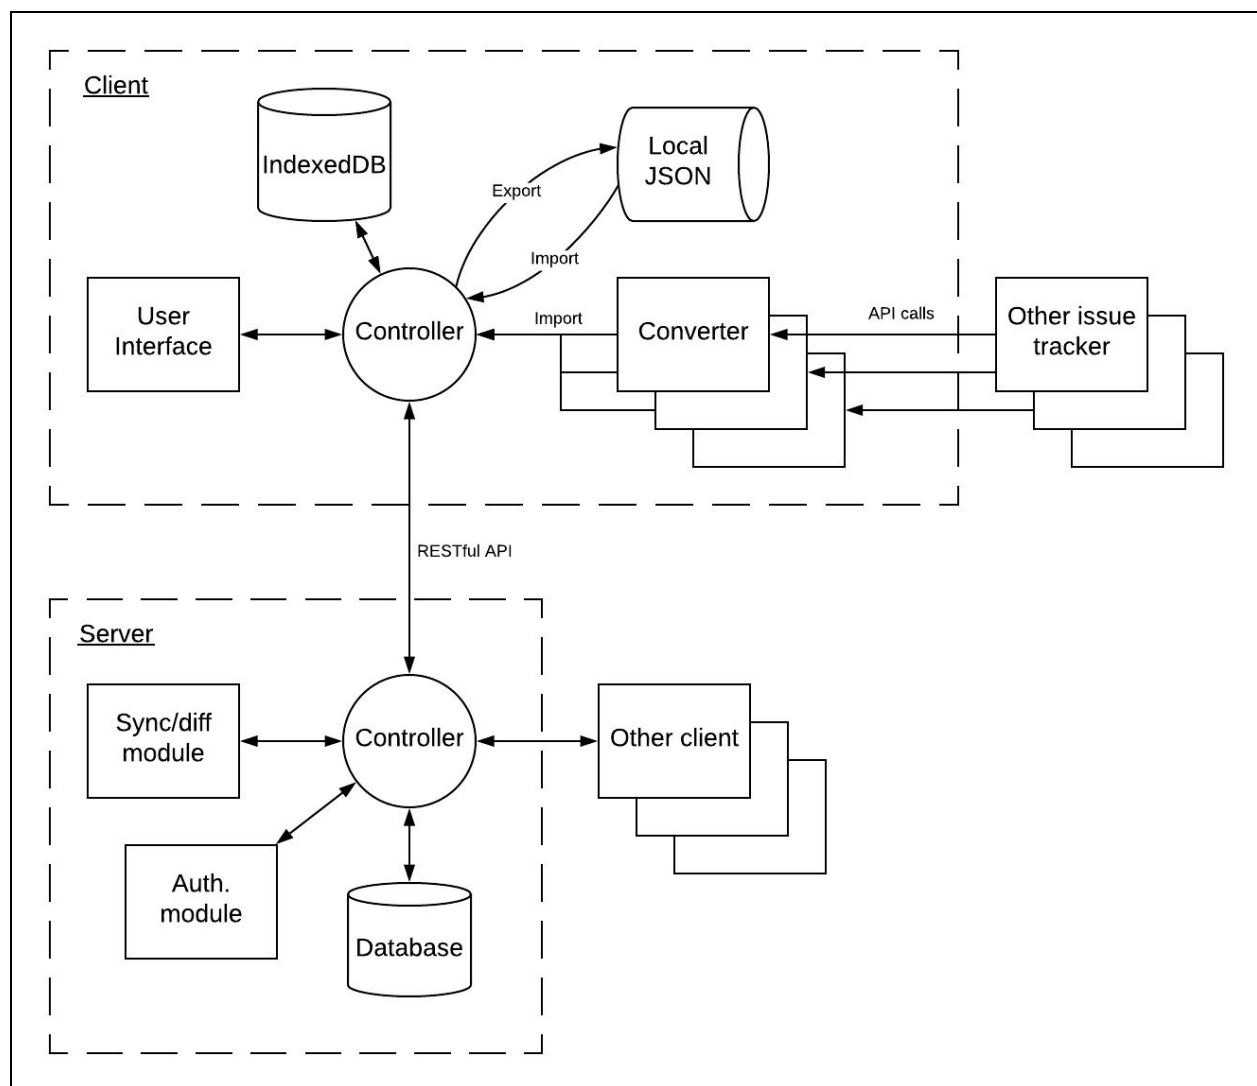 Client
IndexedDB
Local
JSON
Export
Import
User
Interface
Controller
Import
Converter
API calls
Other issue
tracker
RESTful API
Server
Sync/diff
module
Controller
Other client
Auth.
module
Database